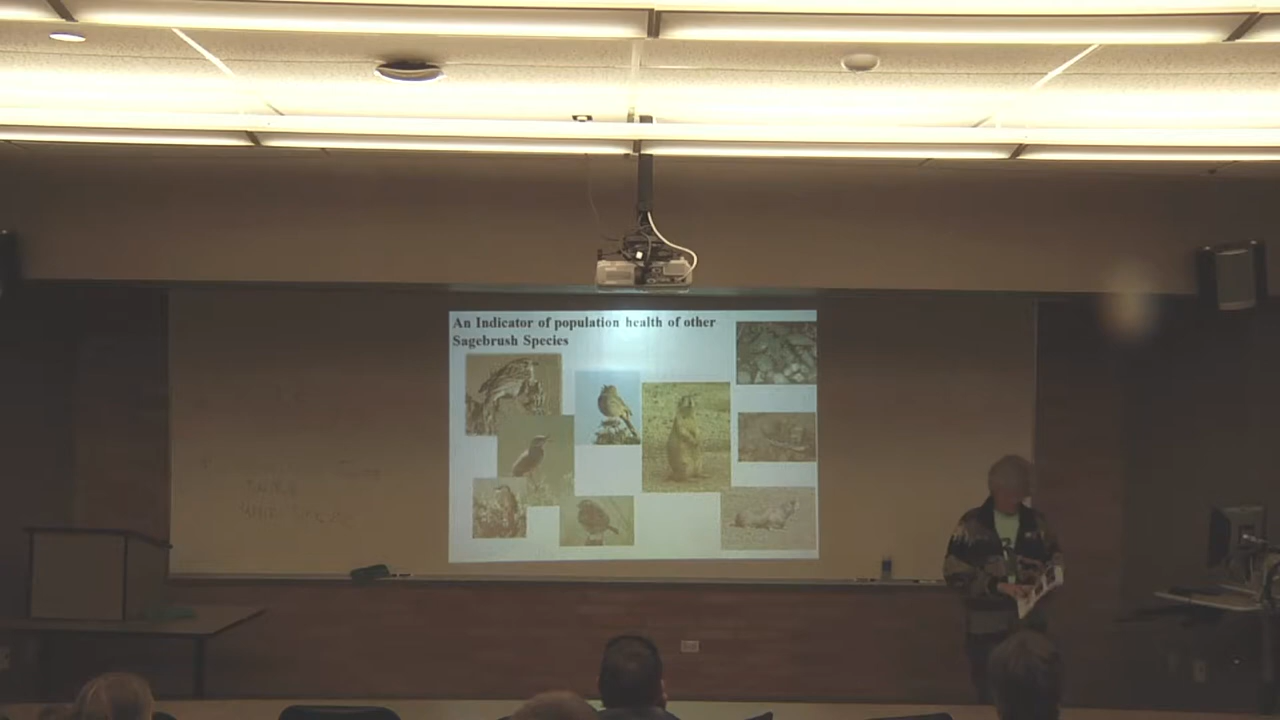 An Indicator of population health of other
Sagebrush Species